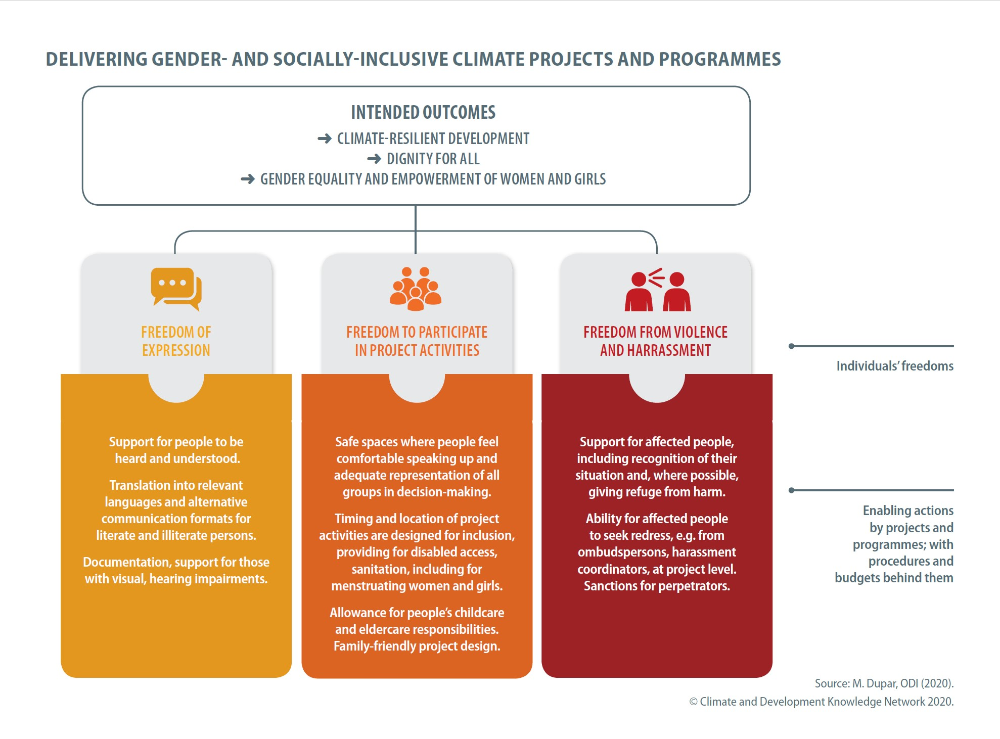 DELIVERING GENDER- AND SOCIALLY-INCLUSIVE CLIMATE PROJECTS AND PROGRAMMES
INTENDED OUTCOMES
➜ CLIMATE-RESILIENT DEVELOPMENT
➜ DIGNITY FOR ALL
➜ GENDER EQUALITY AND EMPOWERMENT OF WOMEN AND GIRLS
FREEDOM OF
EXPRESSION
Support for people to be
heard and understood.
Translation into relevant
languages and alternative
communication formats for
literate and illiterate persons.
Documentation, support for those
with visual, hearing impairments.
FREEDOM TO PARTICIPATE
IN PROJECT ACTIVITIES
Safe spaces where people feel
comfortable speaking up and
adequate representation of all
groups in decision-making.
Timing and location of project
activities are designed for inclusion,
providing for disabled access,
sanitation, including for
menstruating women and girls.
Allowance for people’s childcare
and eldercare responsibilities.
Family-friendly project design.
FREEDOM FROM VIOLENCE
AND HARRASSMENT
Support for affected people,
including recognition of their
situation and, where possible,
giving refuge from harm.
Ability for affected people
to seek redress, e.g. from
ombudspersons, harassment
coordinators, at project level.
Sanctions for perpetrators.
Individuals’ freedoms
Enabling actions
by projects and
programmes; with
procedures and
budgets behind them
Source: M. Dupar, ODI (2020).
© Climate and Development Knowledge Network 2020.